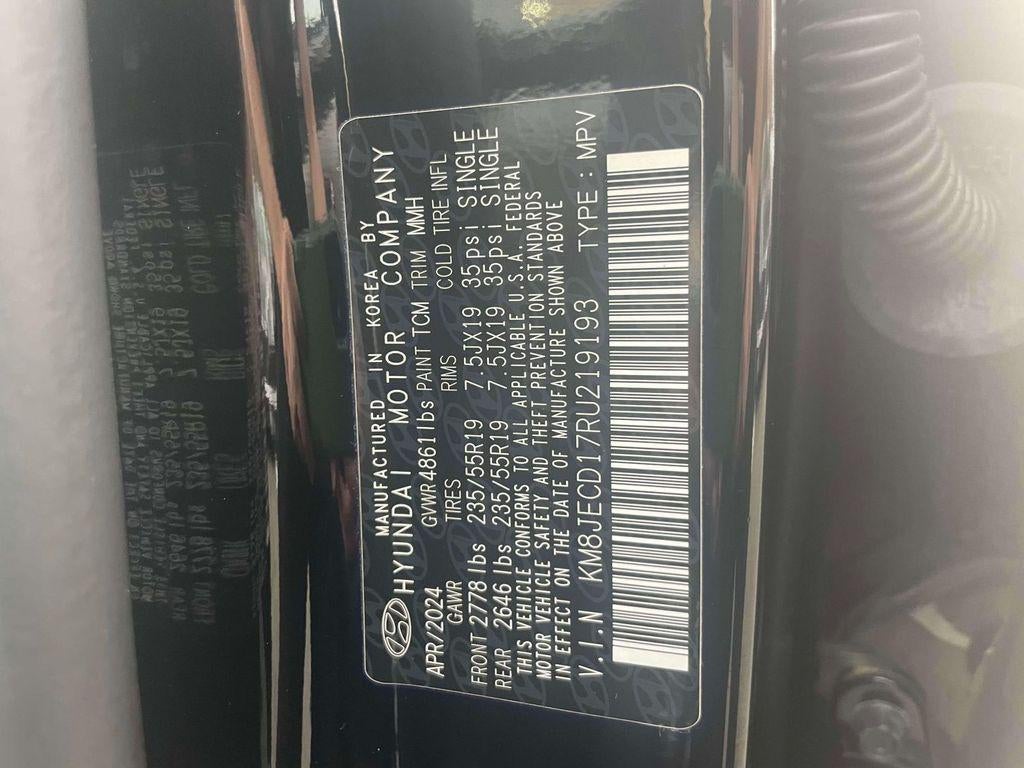 MANUFACTURED IN KOREA BY
HYUNDAI MOTOR COMPANY
APR/2024 GVWR 4861 lbs PAINT TCM TRIM MMH
GAWR TIRES RIMS COLD TIRE INFL
FRONT 2778 lbs 235/55R19 7.5JX19 35psi SINGLE
REAR 2646 lbs 235/55R19 7.5JX19 35psi SINGLE
THIS VEHICLE CONFORMS TO ALL APPLICABLE U.S.A. FEDERAL
MOTOR VEHICLE SAFETY AND THEFT PREVENTION STANDARDS
IN EFFECT ON THE DATE OF MANUFACTURE SHOWN ABOVE
V.I.N KM8JECD17RU219193 TYPE : MPV